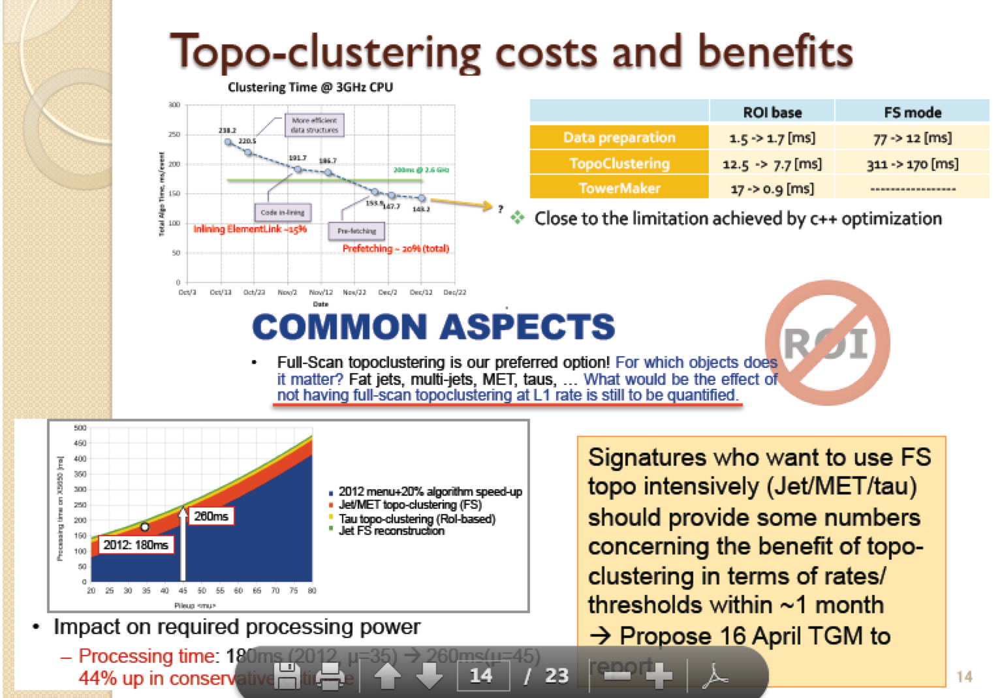 Topo-clustering costs and benefits
Clustering Time @ 3GHz CPU
300
250
200
150
100
50
0
Total Algo Time, ms/event
238.2
220.5
191.7
186.7
153.9
147.7
143.2
More efficient
data structures
200ms @ 2.6 GHz
Code in-lining
Inlining ElementLink ~15%
Pre-fetching
Prefetching ~ 20% (total)
?
Oct/3 Oct/13 Oct/23 Nov/2 Nov/12 Nov/22 Dec/2 Dec/12 Dec/22
Date
ROI base FS mode
Data preparation 1.5 -> 1.7 [ms] 77 -> 12 [ms]
TopoClustering 12.5 -> 7.7 [ms] 311 -> 170 [ms]
TowerMaker 17 -> 0.9 [ms] -----------------
Close to the limitation achieved by c++ optimization
COMMON ASPECTS
ROI
• Full-Scan topoclustering is our preferred option! For which objects does
it matter? Fat jets, multi-jets, MET, taus, … What would be the effect of
not having full-scan topoclustering at L1 rate is still to be quantified.
500
450
400
350
300
250
200
150
100
50
0
Processing time on X5650 [ms]
260ms
2012: 180ms
20 25 30 35 40 45 50 55 60 65 70 75 80
Pileup <mu>
2012 menu+20% algorithm speed-up
Jet/MET topo-clustering (FS)
Tau topo-clustering (RoI-based)
Jet FS reconstruction
Signatures who want to use FS
topo intensively (Jet/MET/tau)
should provide some numbers
concerning the benefit of topo-
clustering in terms of rates/
thresholds within ~1 month
→ Propose 16 April TGM to
report
• Impact on required processing power
– Processing time: 180ms (2012, μ=35) → 260ms(μ=45)
44% up in conservative estimate
14 / 23
14